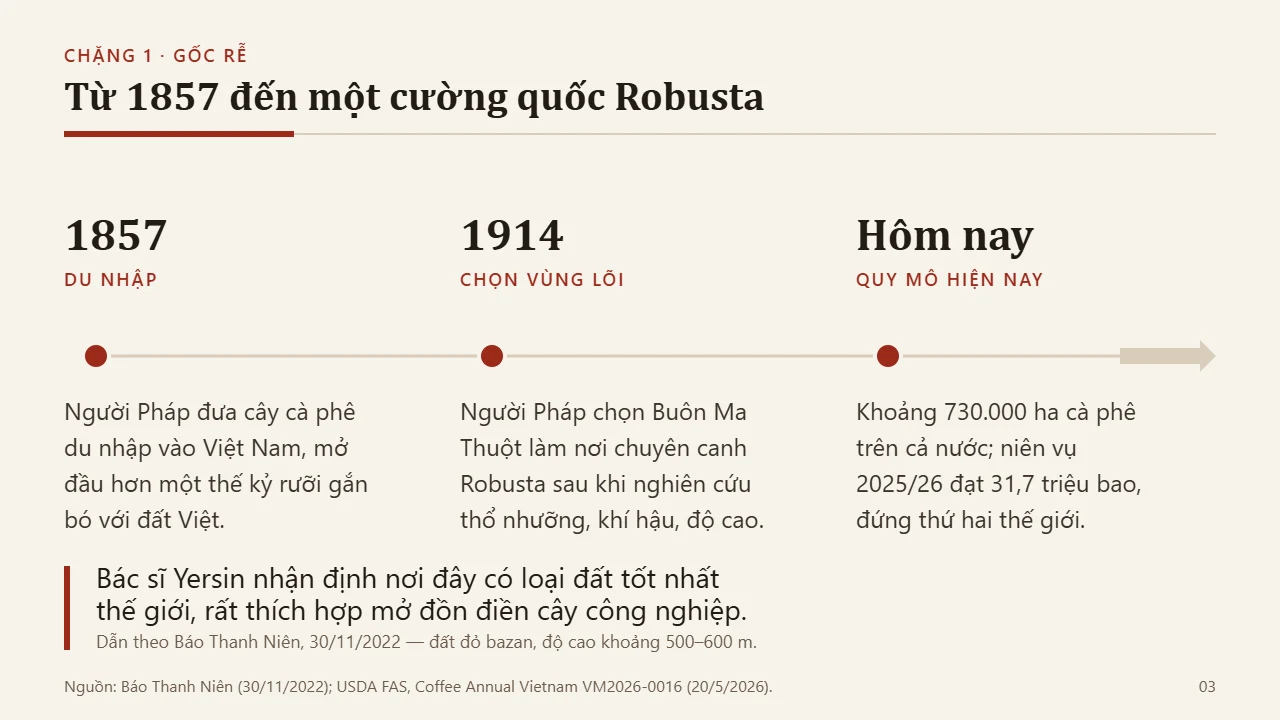 CHẶNG 1 · GỐC RỄ
Từ 1857 đến một cường quốc Robusta
1857
DU NHẬP
1914
CHỌN VÙNG LÕI
Hôm nay
QUY MÔ HIỆN NAY
Người Pháp đưa cây cà phê
du nhập vào Việt Nam, mở
đầu hơn một thế kỷ rưỡi gắn
bó với đất Việt.
Người Pháp chọn Buôn Ma
Thuột làm nơi chuyên canh
Robusta sau khi nghiên cứu
thổ nhưỡng, khí hậu, độ cao.
Khoảng 730.000 ha cà phê
trên cả nước; niên vụ
2025/26 đạt 31,7 triệu bao,
đứng thứ hai thế giới.
Bác sĩ Yersin nhận định nơi đây có loại đất tốt nhất
thế giới, rất thích hợp mở đồn điền cây công nghiệp.
Dẫn theo Báo Thanh Niên, 30/11/2022 — đất đỏ bazan, độ cao khoảng 500–600 m.
Nguồn: Báo Thanh Niên (30/11/2022); USDA FAS, Coffee Annual Vietnam VM2026-0016 (20/5/2026).
03